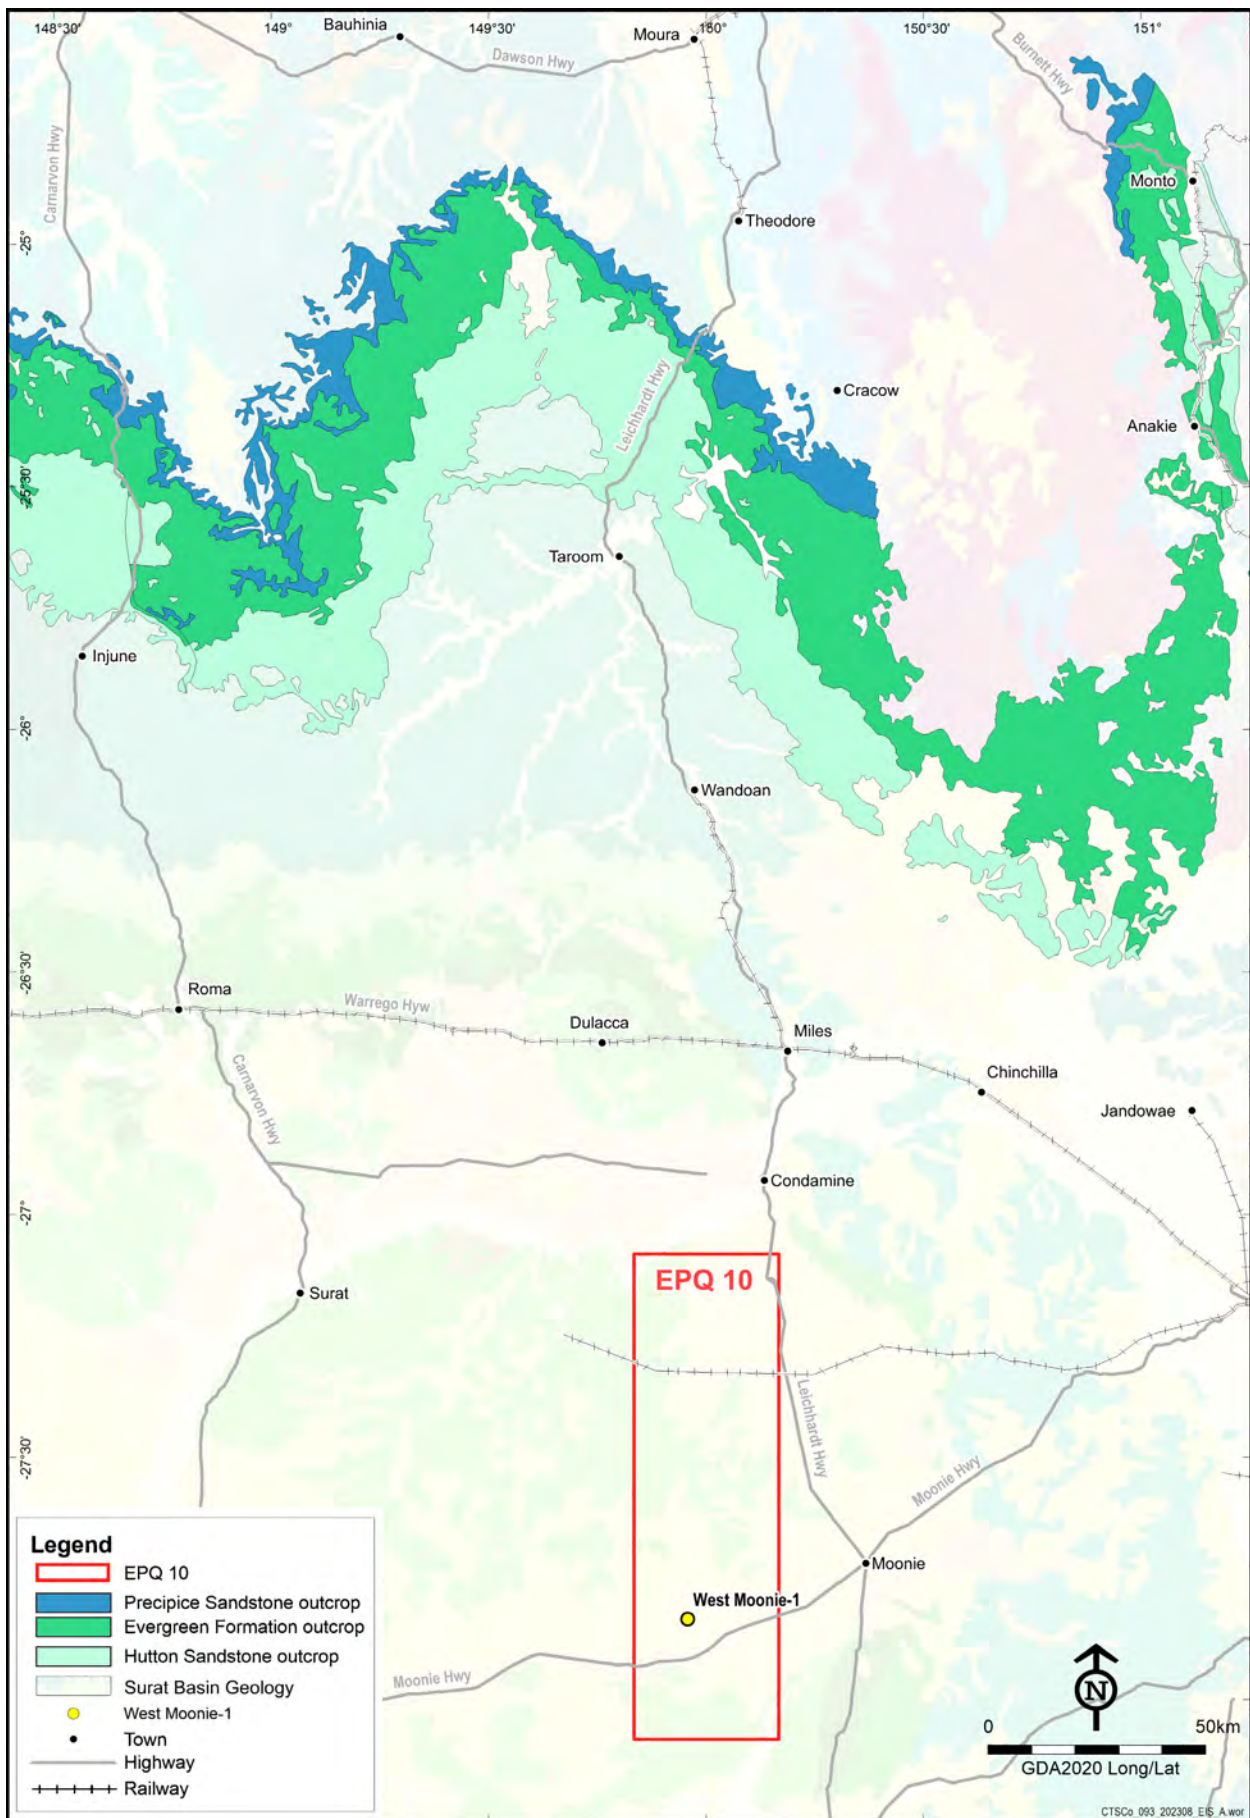 148°30'
149°
149°30'
150°
150°30'
151°
Bauhinia
Moura
Dawson Hwy
Burnett Hwy
Carnarvon Hwy
Monto
Theodore
-25°
Cracow
Leichhardt Hwy
Anakie
-25°30'
Taroom
Injune
-26°
Wandoan
-26°30'
Roma
Warrego Hyw
Dulacca
Miles
Chinchilla
Carnarvon Hwy
Jandowae
Condamine
-27°
EPQ 10
Surat
Leichhardt Hwy
-27°30'
Moonie Hwy
Moonie
West Moonie-1
Moonie Hwy
Legend
EPQ 10
Precipice Sandstone outcrop
Evergreen Formation outcrop
Hutton Sandstone outcrop
Surat Basin Geology
West Moonie-1
Town
Highway
Railway
N
0 50km
GDA2020 Long/Lat
CTSCo_093_202308_EIS_A.wor